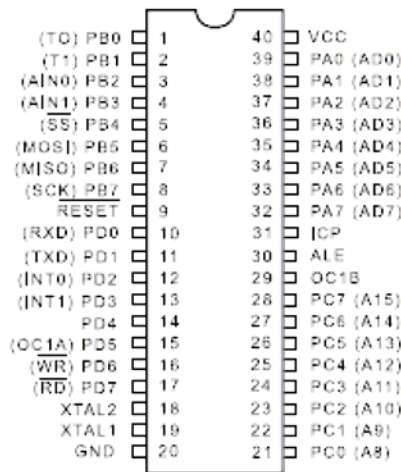 (T0) PB0 1 40 VCC
(T1) PB1 2 39 PA0 (AD0)
(AIN0) PB2 3 38 PA1 (AD1)
(AIN1) PB3 4 37 PA2 (AD2)
(SS) PB4 5 36 PA3 (AD3)
(MOSI) PB5 6 35 PA4 (AD4)
(MISO) PB6 7 34 PA5 (AD5)
(SCK) PB7 8 33 PA6 (AD6)
RESET 9 32 PA7 (AD7)
(RXD) PD0 10 31 ICP
(TXD) PD1 11 30 ALE
(INT0) PD2 12 29 OC1B
(INT1) PD3 13 28 PC7 (A15)
PD4 14 27 PC6 (A14)
(OC1A) PD5 15 26 PC5 (A13)
(WR) PD6 16 25 PC4 (A12)
(RD) PD7 17 24 PC3 (A11)
XTAL2 18 23 PC2 (A10)
XTAL1 19 22 PC1 (A9)
GND 20 21 PC0 (A8)